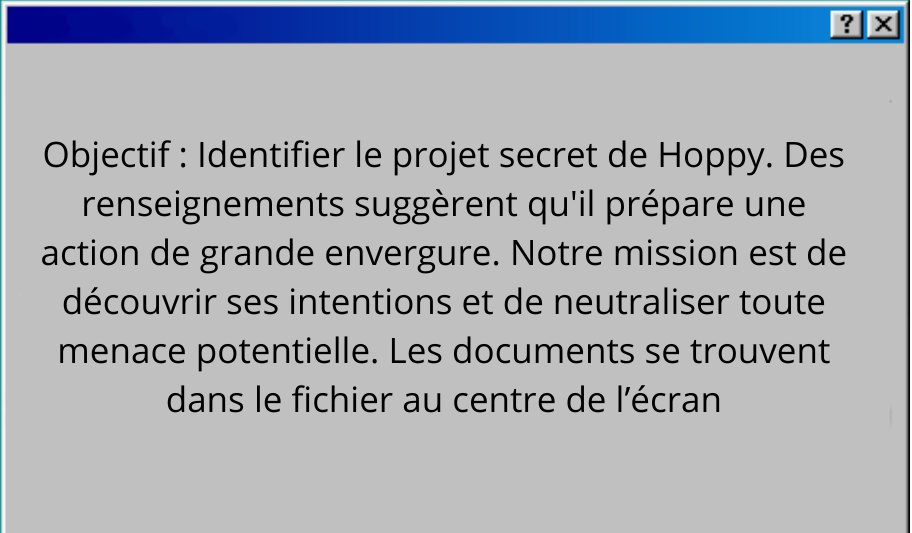 Objectif : Identifier le projet secret de Hoppy. Des
renseignements suggèrent qu'il prépare une
action de grande envergure. Notre mission est de
découvrir ses intentions et de neutraliser toute
menace potentielle. Les documents se trouvent
dans le fichier au centre de l’écran